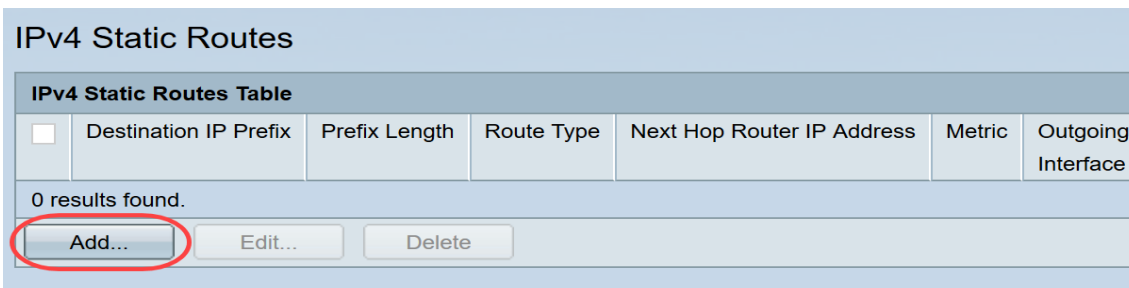 IPv4 Static Routes
IPv4 Static Routes Table
Destination IP Prefix Prefix Length Route Type Next Hop Router IP Address Metric Outgoing
Interface
0 results found.
Add... Edit... Delete